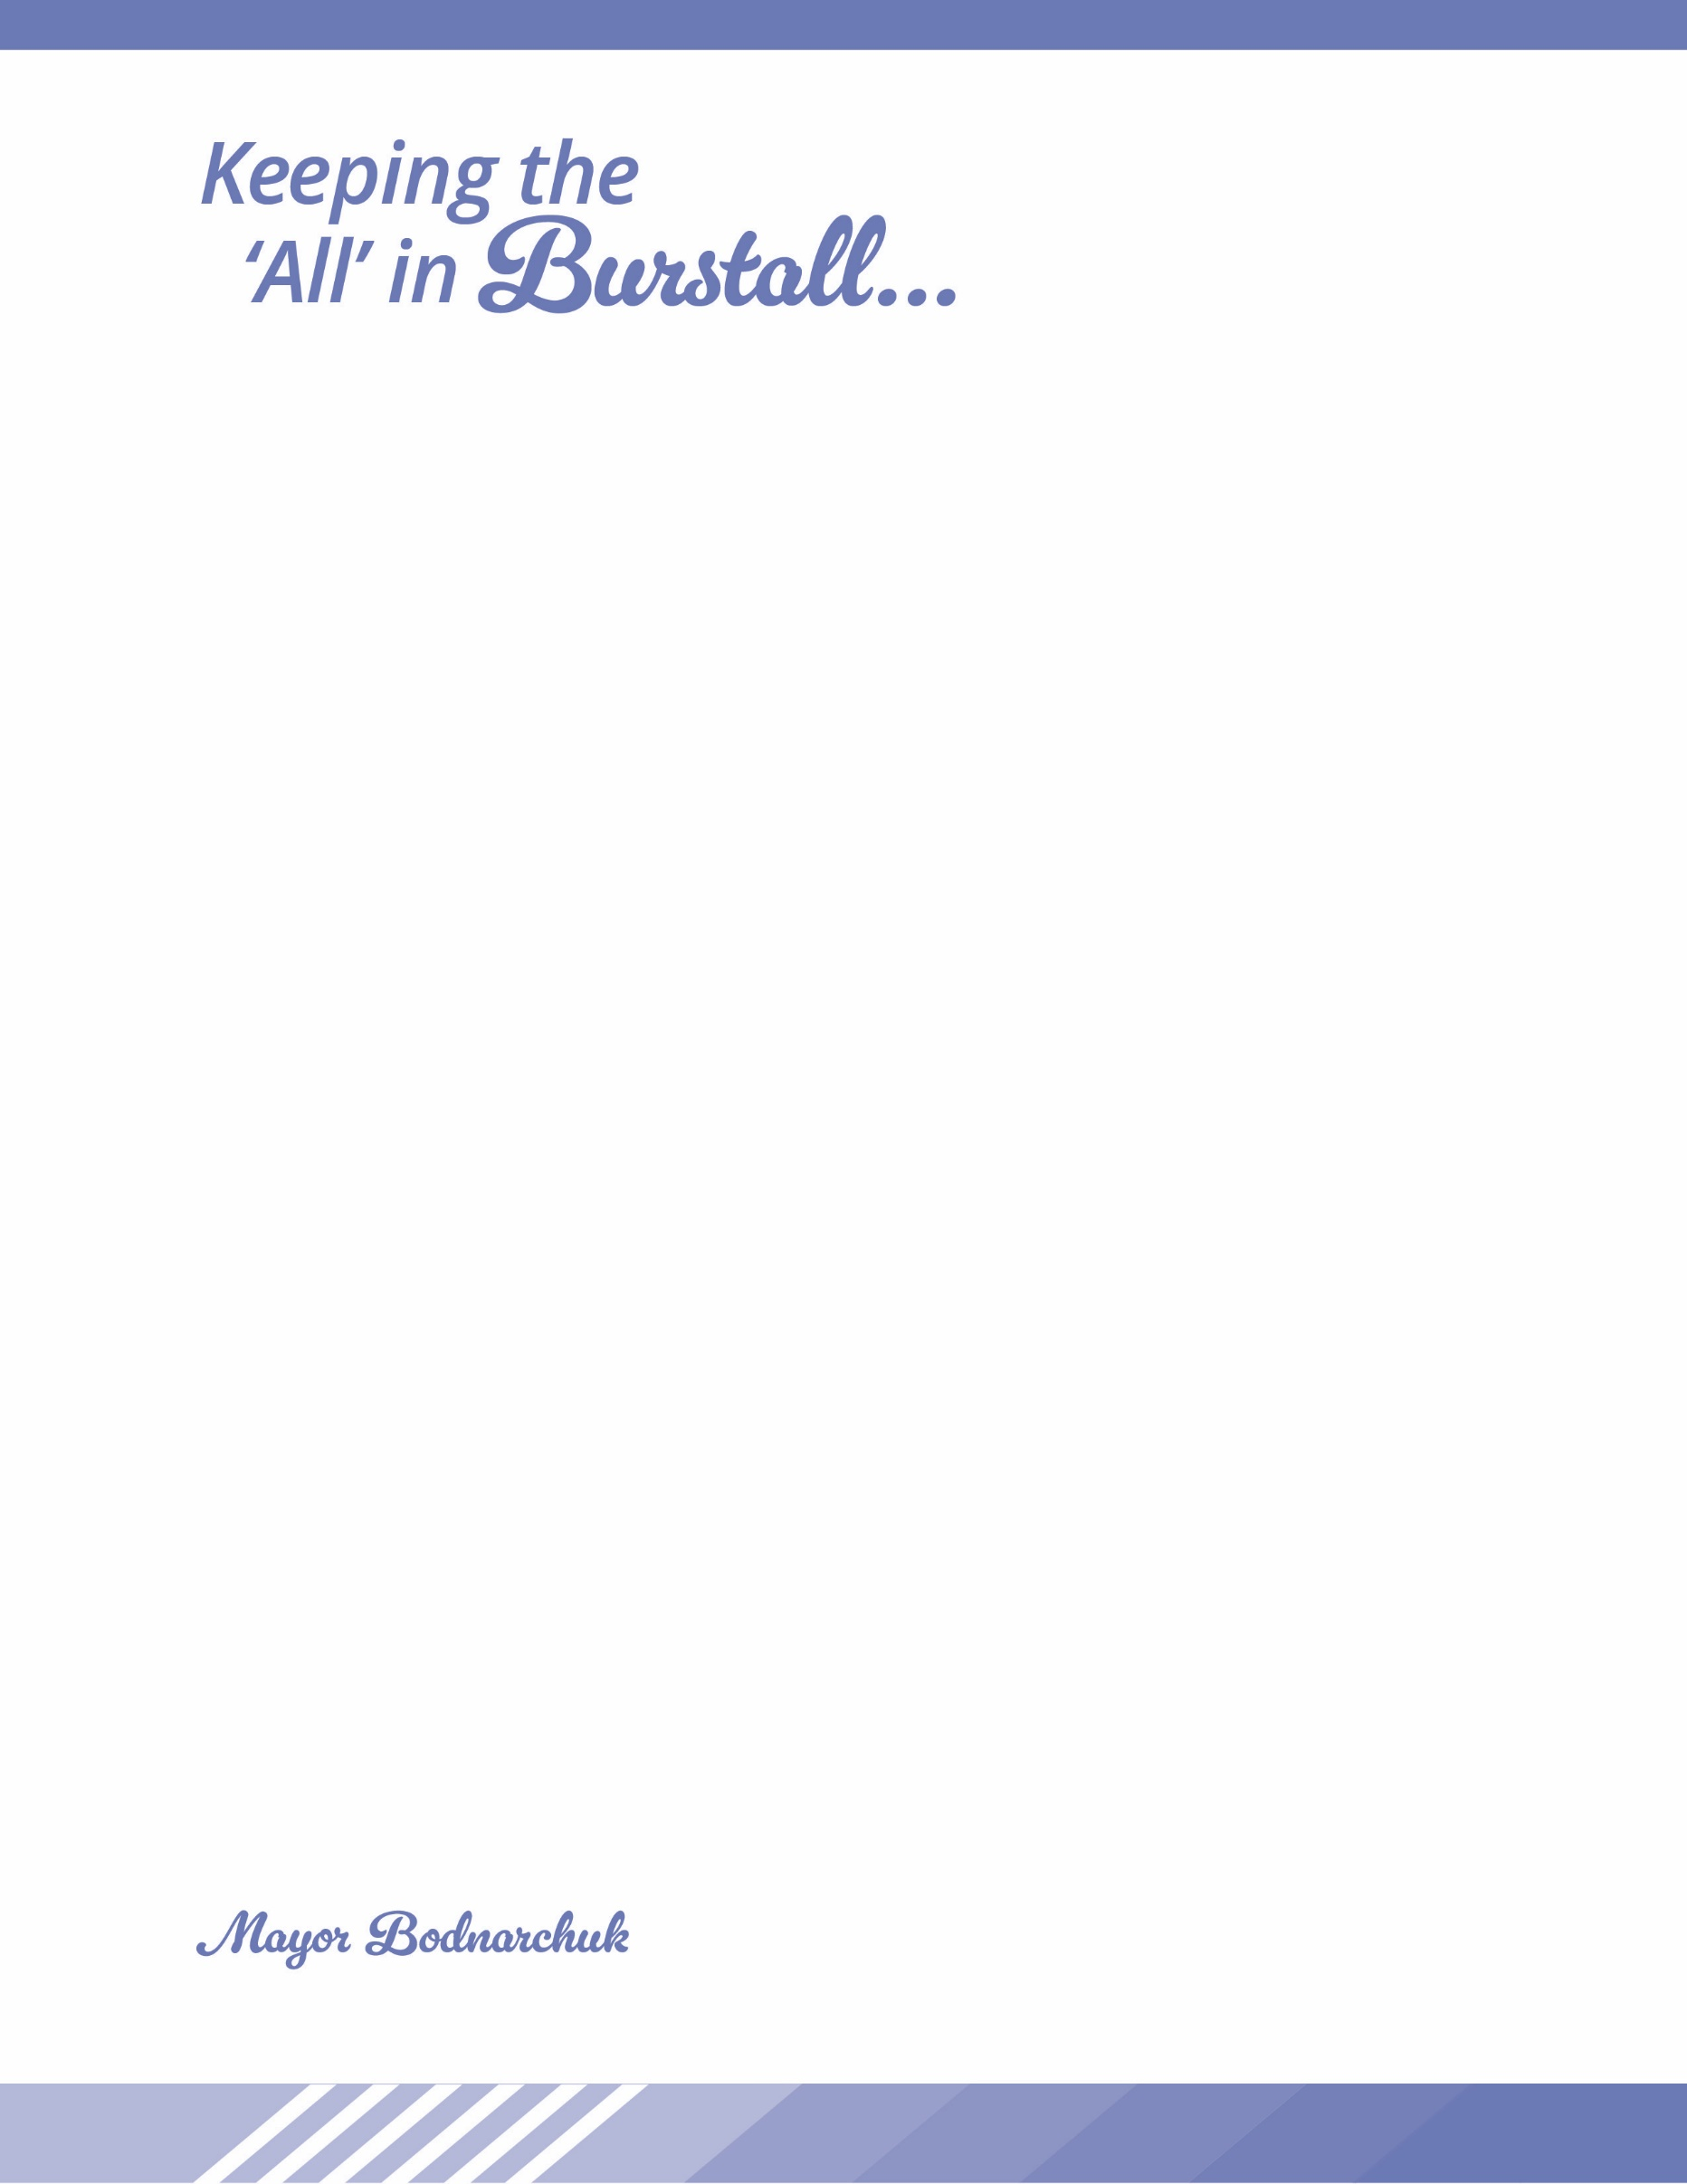 Keeping the
‘All’ in Burstall...
Mayor Bodnarchuk